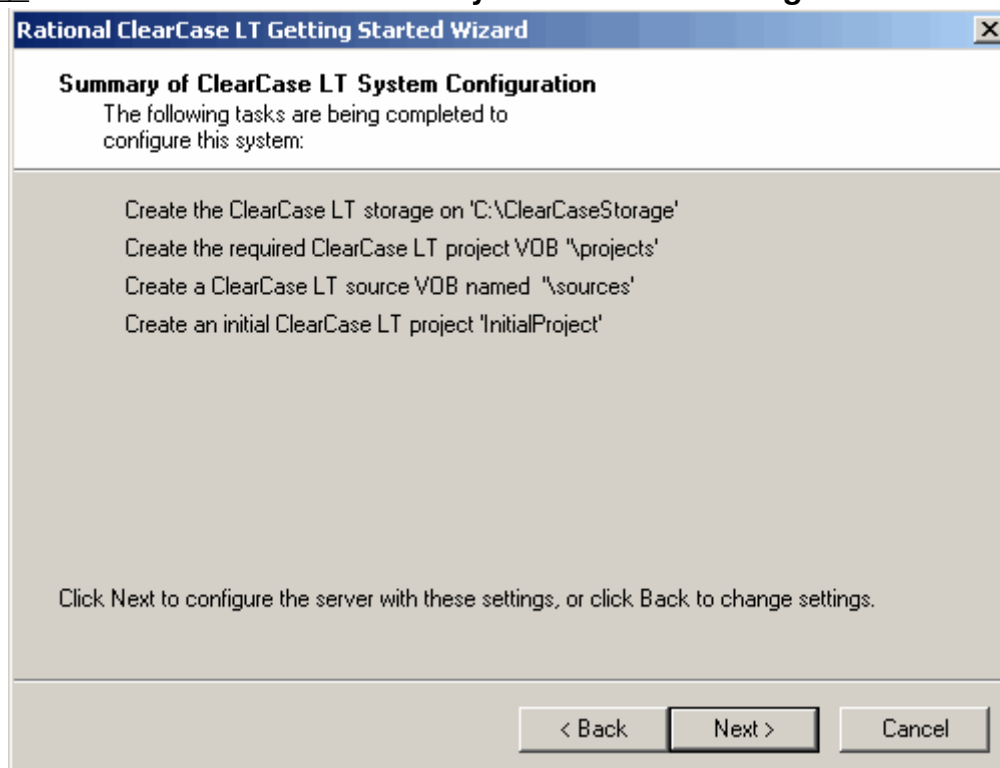 Rational ClearCase LT Getting Started Wizard
Summary of ClearCase LT System Configuration
The following tasks are being completed to
configure this system:
Create the ClearCase LT storage on 'C:\ClearCaseStorage'
Create the required ClearCase LT project VOB '\projects'
Create a ClearCase LT source VOB named '\sources'
Create an initial ClearCase LT project 'InitialProject'
Click Next to configure the server with these settings, or click Back to change settings.
< Back
Next >
Cancel